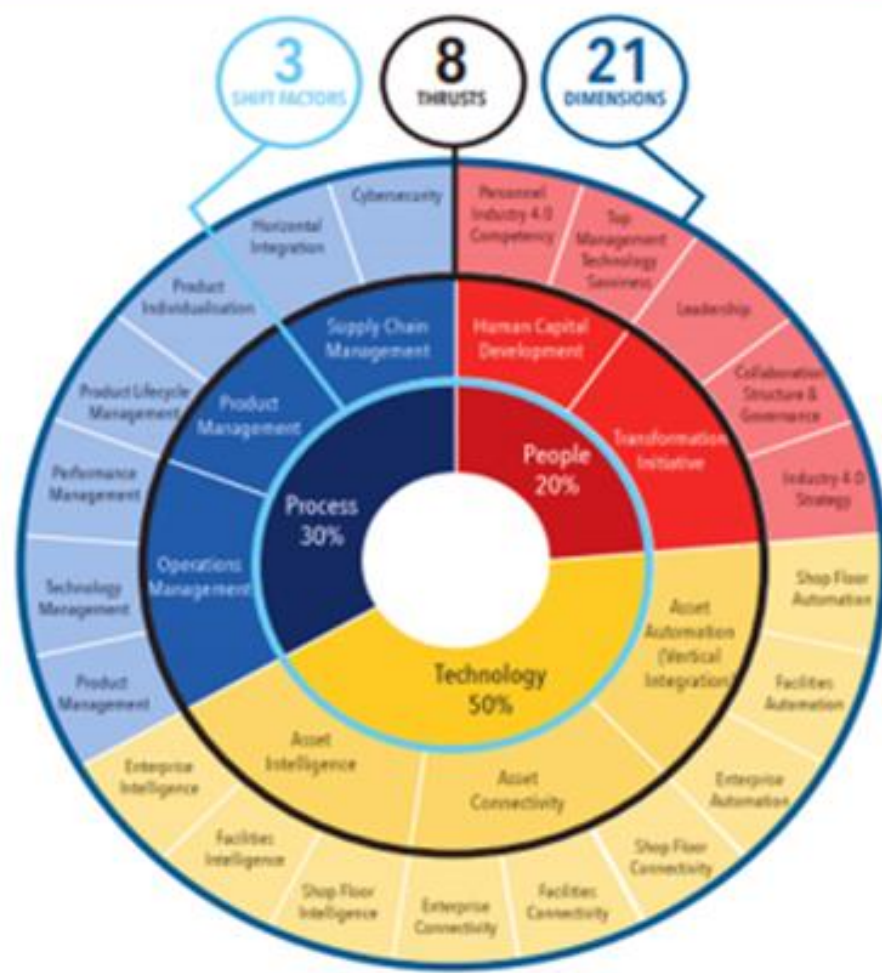 3
SHIFT FACTORS
8
THRUSTS
21
DIMENSIONS
Cybersecurity
Horizontal
Integration
Product
Individualisation
Product Lifecycle
Management
Performance
Management
Technology
Management
Product
Management
Personnel
Industry 4.0
Competency
Top
Management
Technology
Savviness
Leadership
Collaboration
Structure &
Governance
Industry 4.0
Strategy
Shop Floor
Automation
Facilities
Automation
Enterprise
Automation
Shop Floor
Connectivity
Facilities
Connectivity
Enterprise
Connectivity
Shop Floor
Intelligence
Facilities
Intelligence
Enterprise
Intelligence
Supply Chain
Management
Product
Management
Operations
Management
Human Capital
Development
Transformation
Initiative
Asset
Automation
(Vertical
Integration)
Asset
Connectivity
Asset
Intelligence
Process
30%
People
20%
Technology
50%